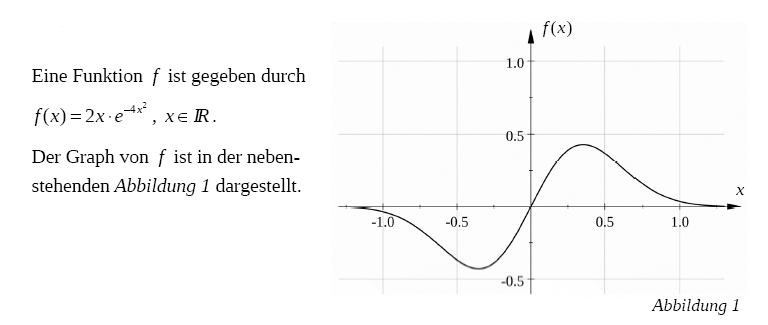 Eine Funktion f ist gegeben durch
f(x) = 2x · e^{-4x²}, x ∈ ℝ.
Der Graph von f ist in der neben-
stehenden Abbildung 1 dargestellt.
f(x)
1.0
0.5
x
-1.0 -0.5 0.5 1.0
-0.5
Abbildung 1